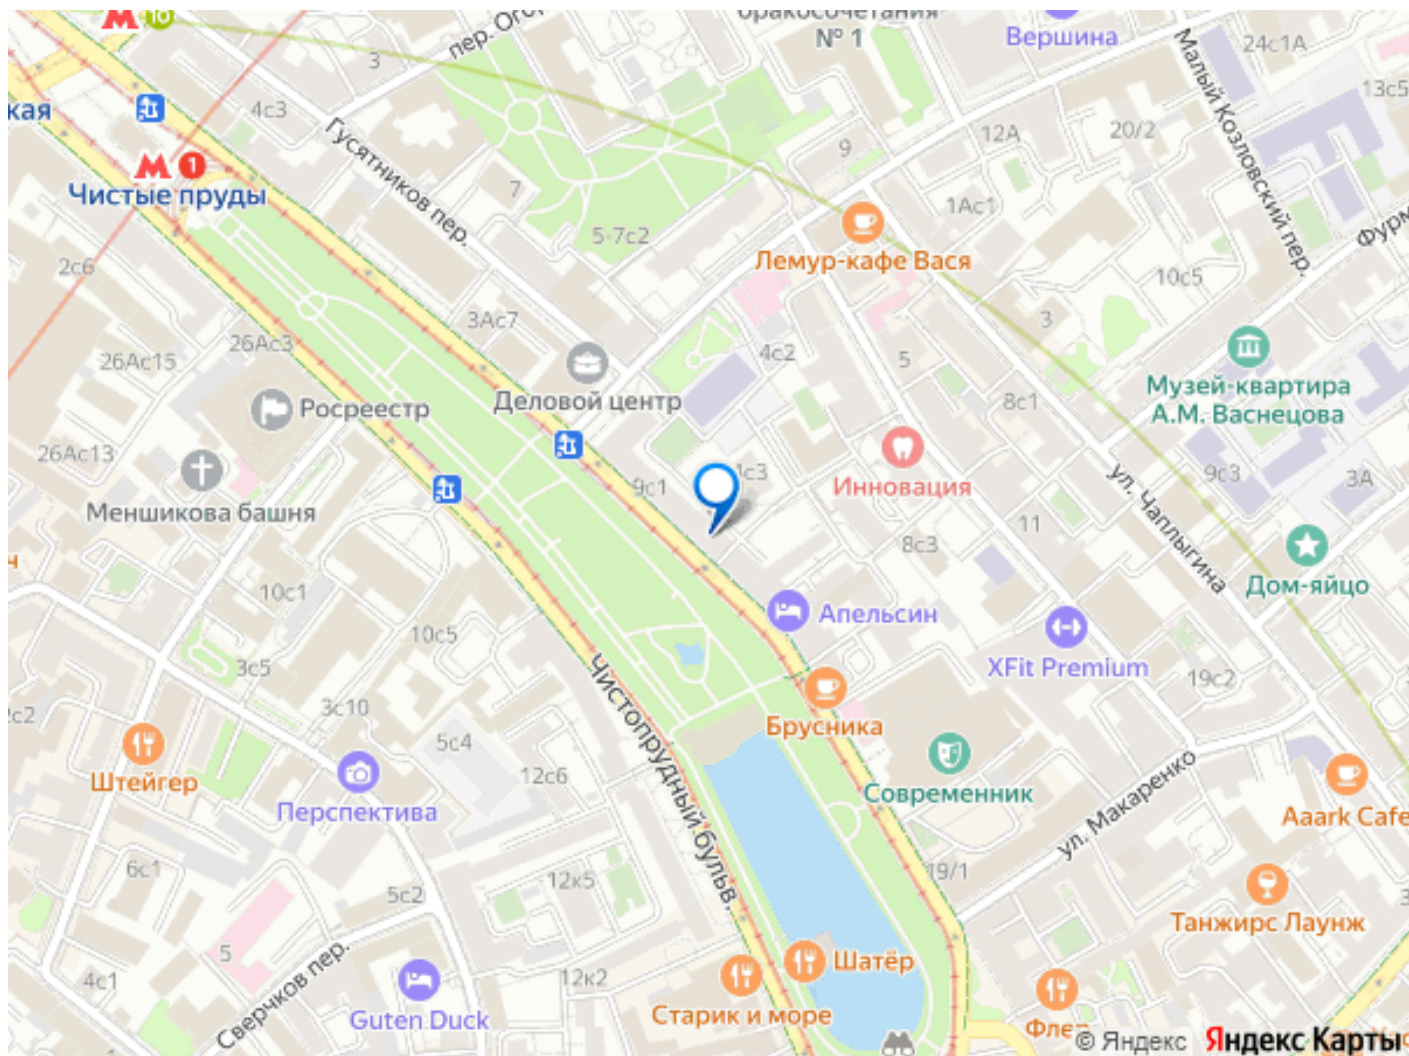 10
пер. Огор
бракосочетания
№ 1
Вершина
24с1А
3
13с5
кая
4с3
Гусятников пер.
Малый Козловский пер.
12А
20/2
9
1
Чистые пруды
7
1Ас1
Фурм
5-7с2
Лемур-кафе Вася
2с6
10с5
3Ас7
3
26Ас3
26Ас15
4с2
5
Музей-квартира
А.М. Васнецова
Деловой центр
8с1
Росреестр
26Ас13
9с1
Инновация
9с3
3А
ул. Чаплыгина
Меншикова башня
11
8с3
ч
Дом-яйцо
10с1
10с5
Апельсин
3с5
XFit Premium
19с2
Чистопрудный бульв.
3с10
Брусника
5с4
12с6
Штейгер
Перспектива
Современник
ул. Макаренко
Aaark Cafe
6с1
12к5
19/1
5с2
Танжирс Лаунж
5
Сверчков пер.
4с1
12к2
Шатёр
Старик и море
Guten Duck
© Яндекс Яндекс Карты